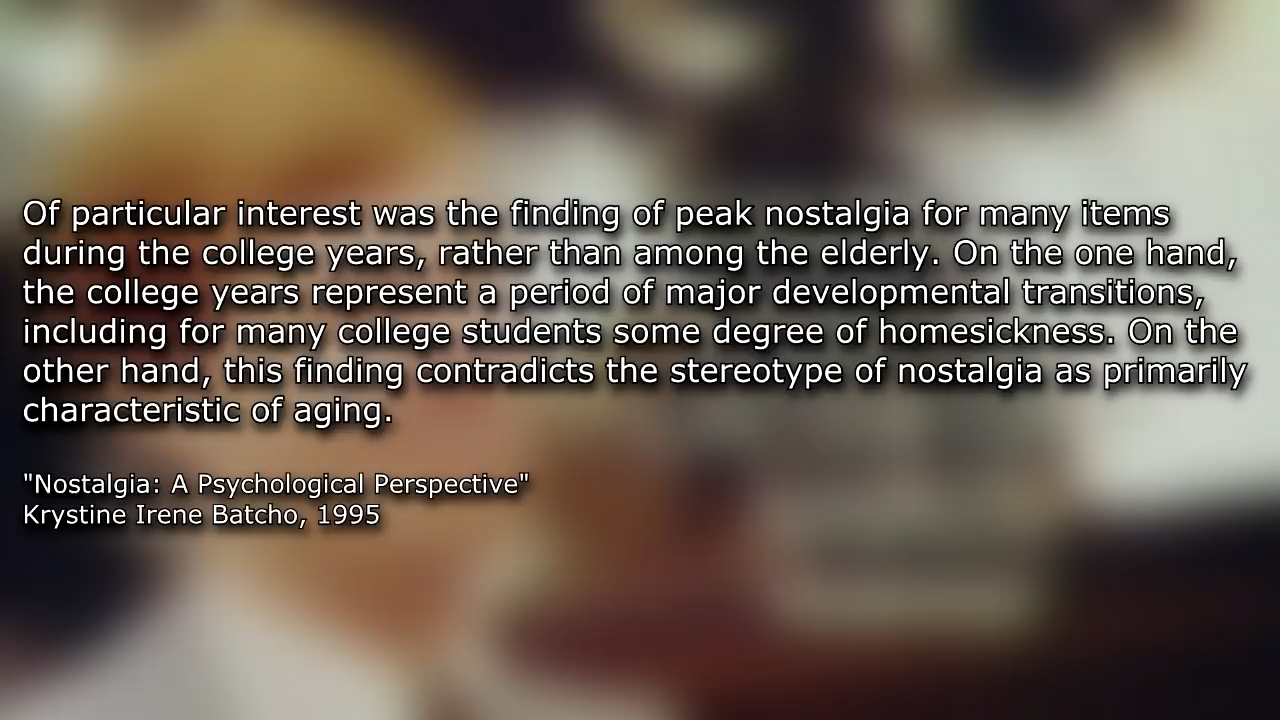 Of particular interest was the finding of peak nostalgia for many items
during the college years, rather than among the elderly. On the one hand,
the college years represent a period of major developmental transitions,
including for many college students some degree of homesickness. On the
other hand, this finding contradicts the stereotype of nostalgia as primarily
characteristic of aging.
"Nostalgia: A Psychological Perspective"
Krystine Irene Batcho, 1995